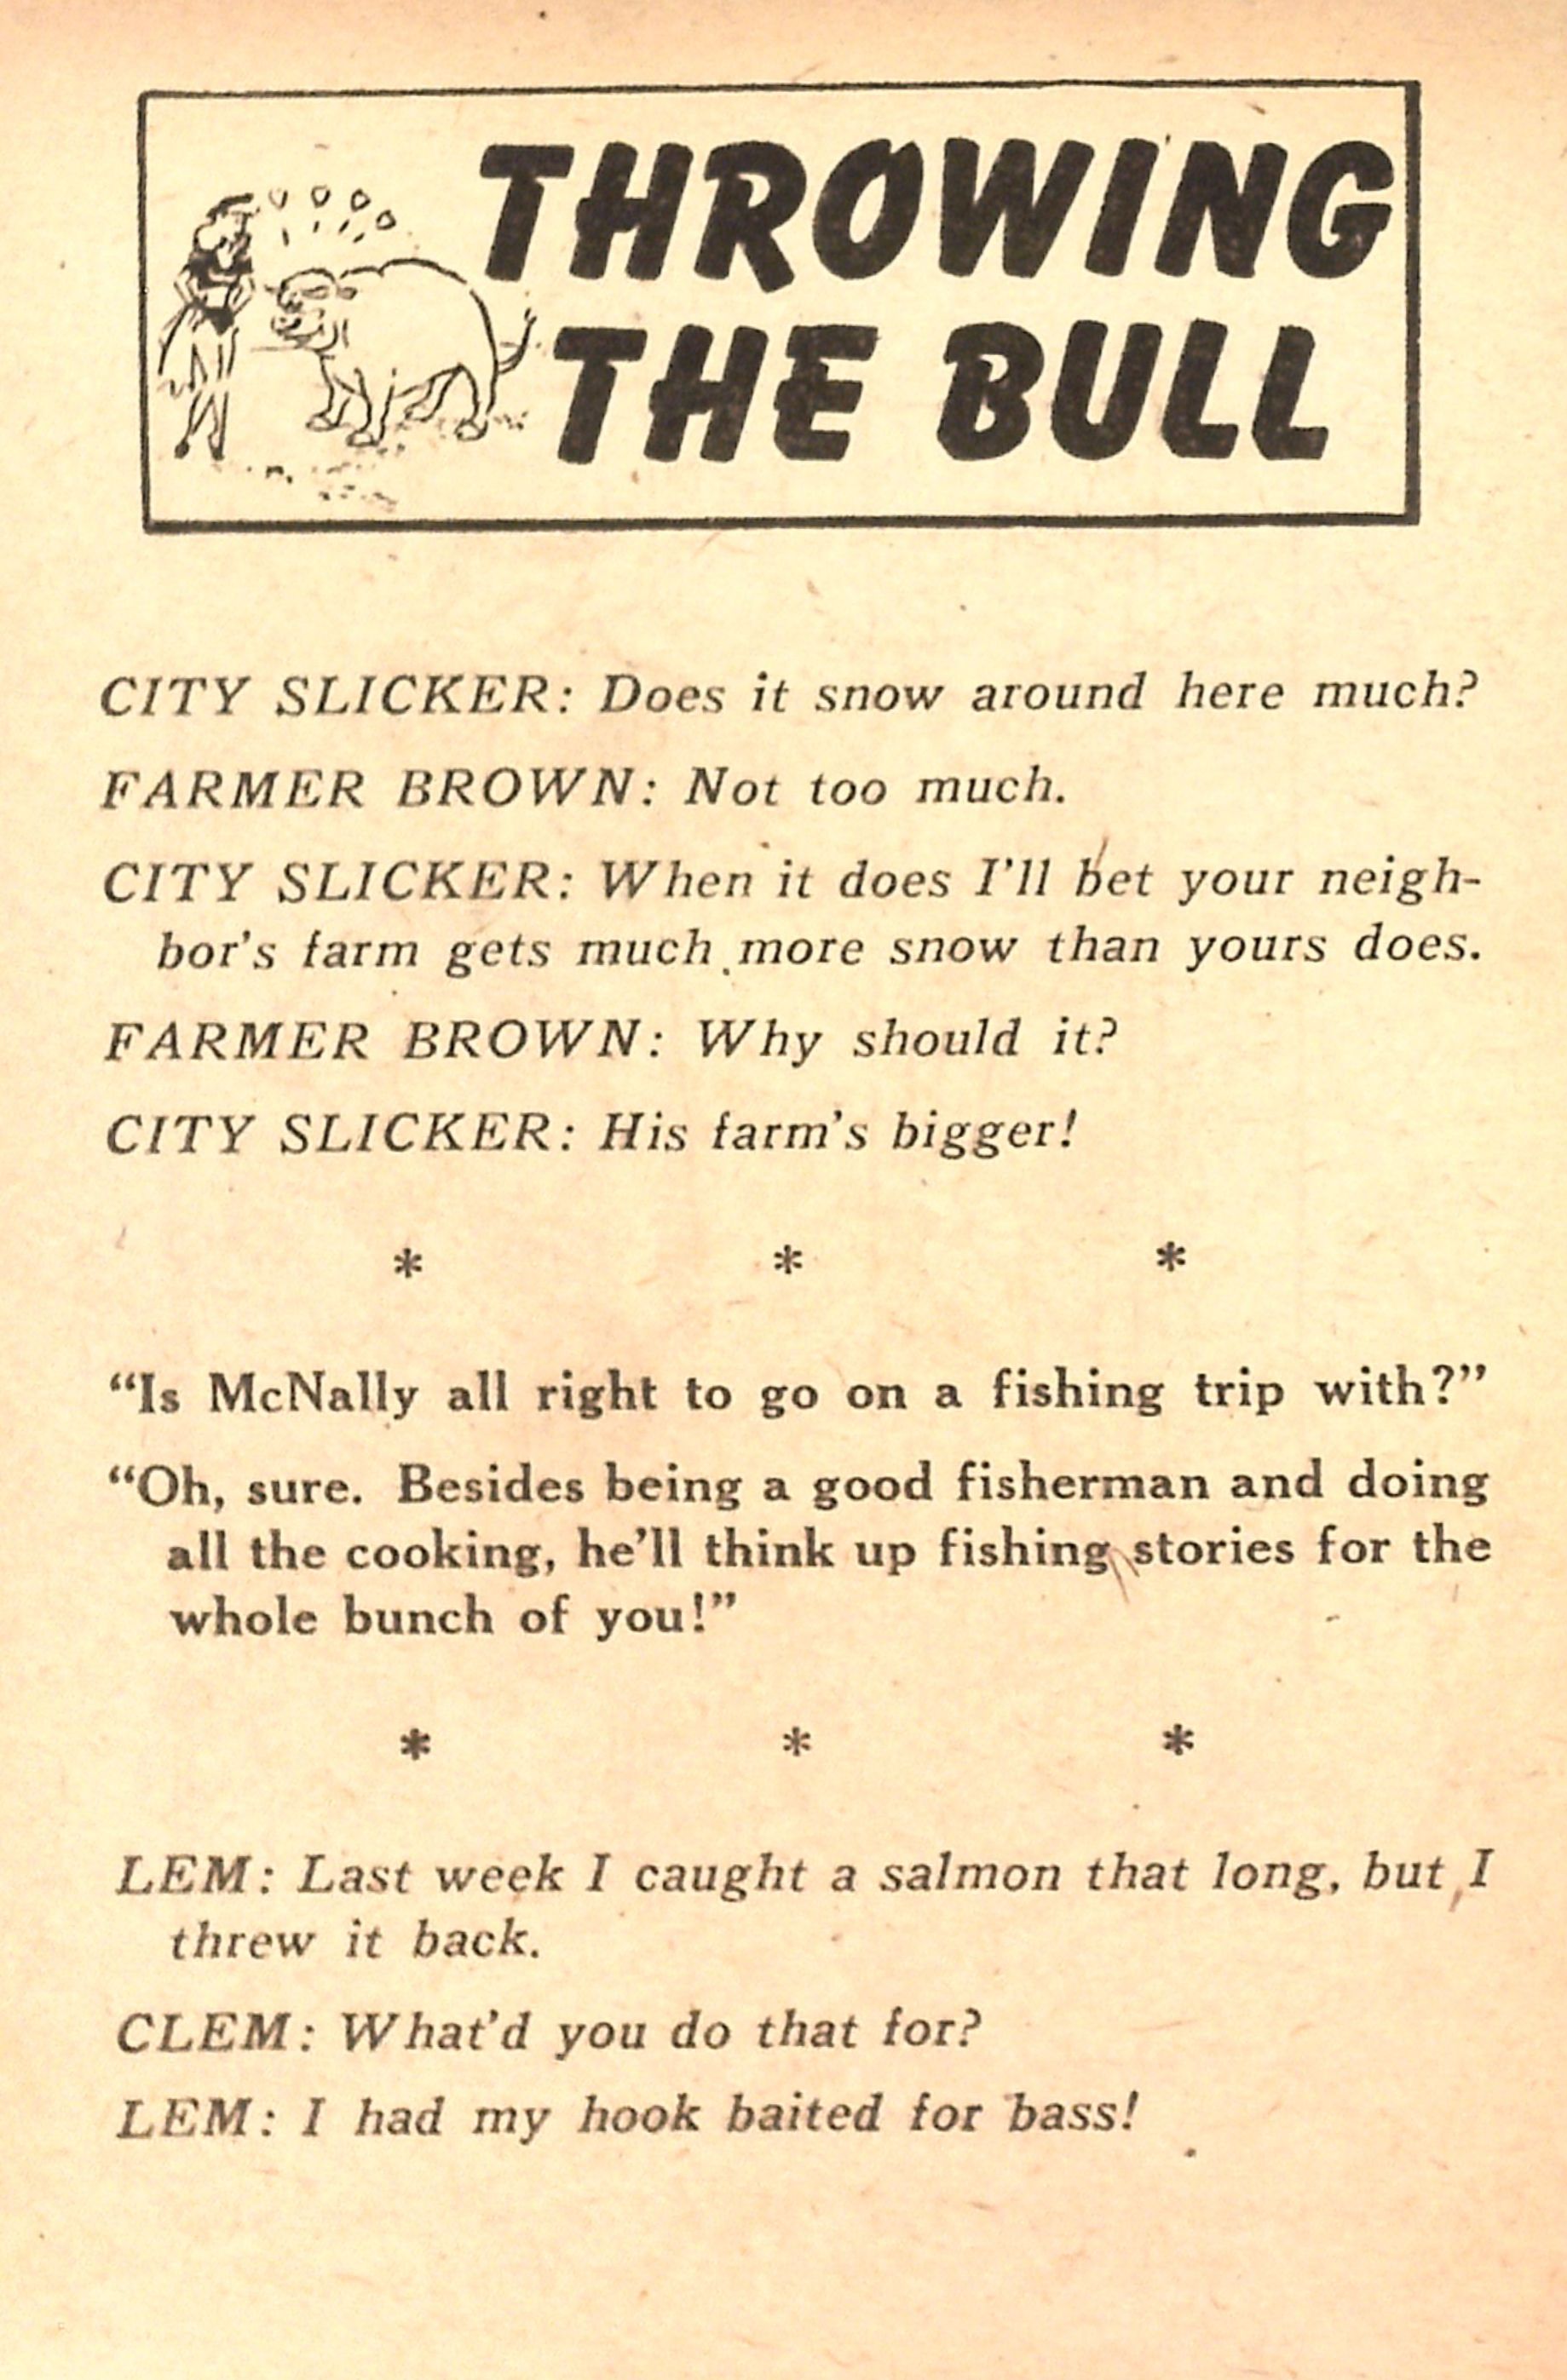 THROWING
THE BULL
CITY SLICKER: Does it snow around here much?
FARMER BROWN: Not too much.
CITY SLICKER: When it does I'll bet your neigh-
bor's farm gets much more snow than yours does.
FARMER BROWN: Why should it?
CITY SLICKER: His farm's bigger!
* * *
“Is McNally all right to go on a fishing trip with?”
“Oh, sure. Besides being a good fisherman and doing
all the cooking, he'll think up fishing stories for the
whole bunch of you!”
* * *
LEM: Last week I caught a salmon that long, but I
threw it back.
CLEM: What'd you do that for?
LEM: I had my hook baited for bass!